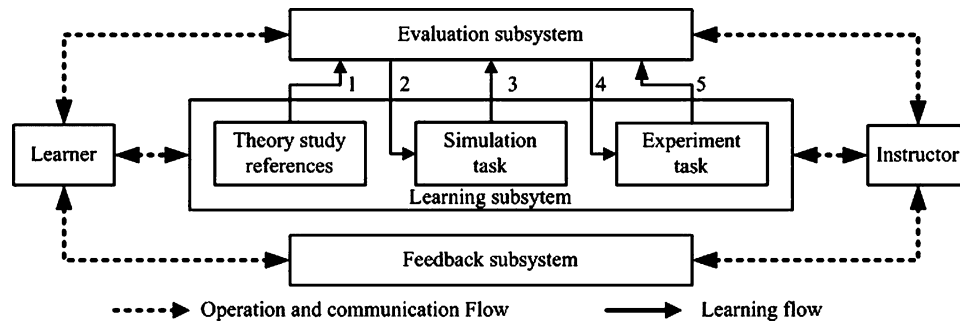 Evaluation subsystem
1
2
3
4
5
Learner
Theory study
references
Simulation
task
Experiment
task
Instructor
Learning subsytem
Feedback subsystem
Operation and communication Flow
Learning flow